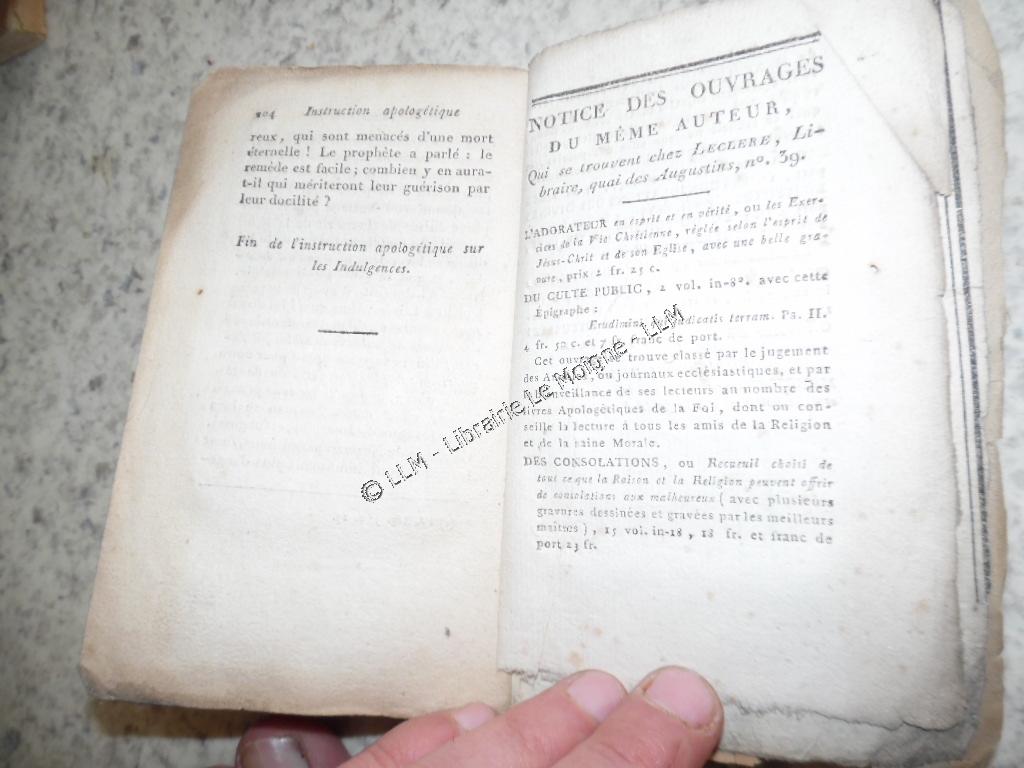 204 Instruction apologétique
reux, qui sont menacés d'une mort
éternelle ! Le prophète a parlé : le
remède est facile ; combien y en aura-
t-il qui mériteront leur guérison par
leur docilité ?
Fin de l'instruction apologétique sur
les Indulgences.
NOTICE DES OUVRAGES
DU MÊME AUTEUR,
Qui se trouvent chez LECLERE, Li-
braire, quai des Augustins, nº. 39.
L'ADORATEUR en esprit et en vérité, ou les Exer-
cices de la Vie Chrétienne, réglée selon l'esprit de
Jésus-Christ et de son Eglise, avec une belle gra-
vure, prix 2 fr. 25 c.
DU CULTE PUBLIC, 2 vol. in-8º. avec cette
Épigraphe :
Erudimini judicatis terram. Ps. II.
4 fr. 50 c. et 7 franc de port.
Cet trouve classé par le jugement
des ou journaux ecclésiastiques, et par
la bienveillance de ses lecteurs au nombre des
livres Apologétiques de la Foi, dont on con-
seille la lecture à tous les amis de la Religion
et de la saine Morale.
DES CONSOLATIONS, ou Recueuil choisi de
tout ce que la Raison et la Religion peuvent offrir
de consolations aux malheureux (avec plusieurs
gravures dessinées et gravées par les meilleurs
maîtres), 15 vol. in-18, 18 fr. et franc de
port 23 fr.
© LLM - Librairie Le Moigne - LLM